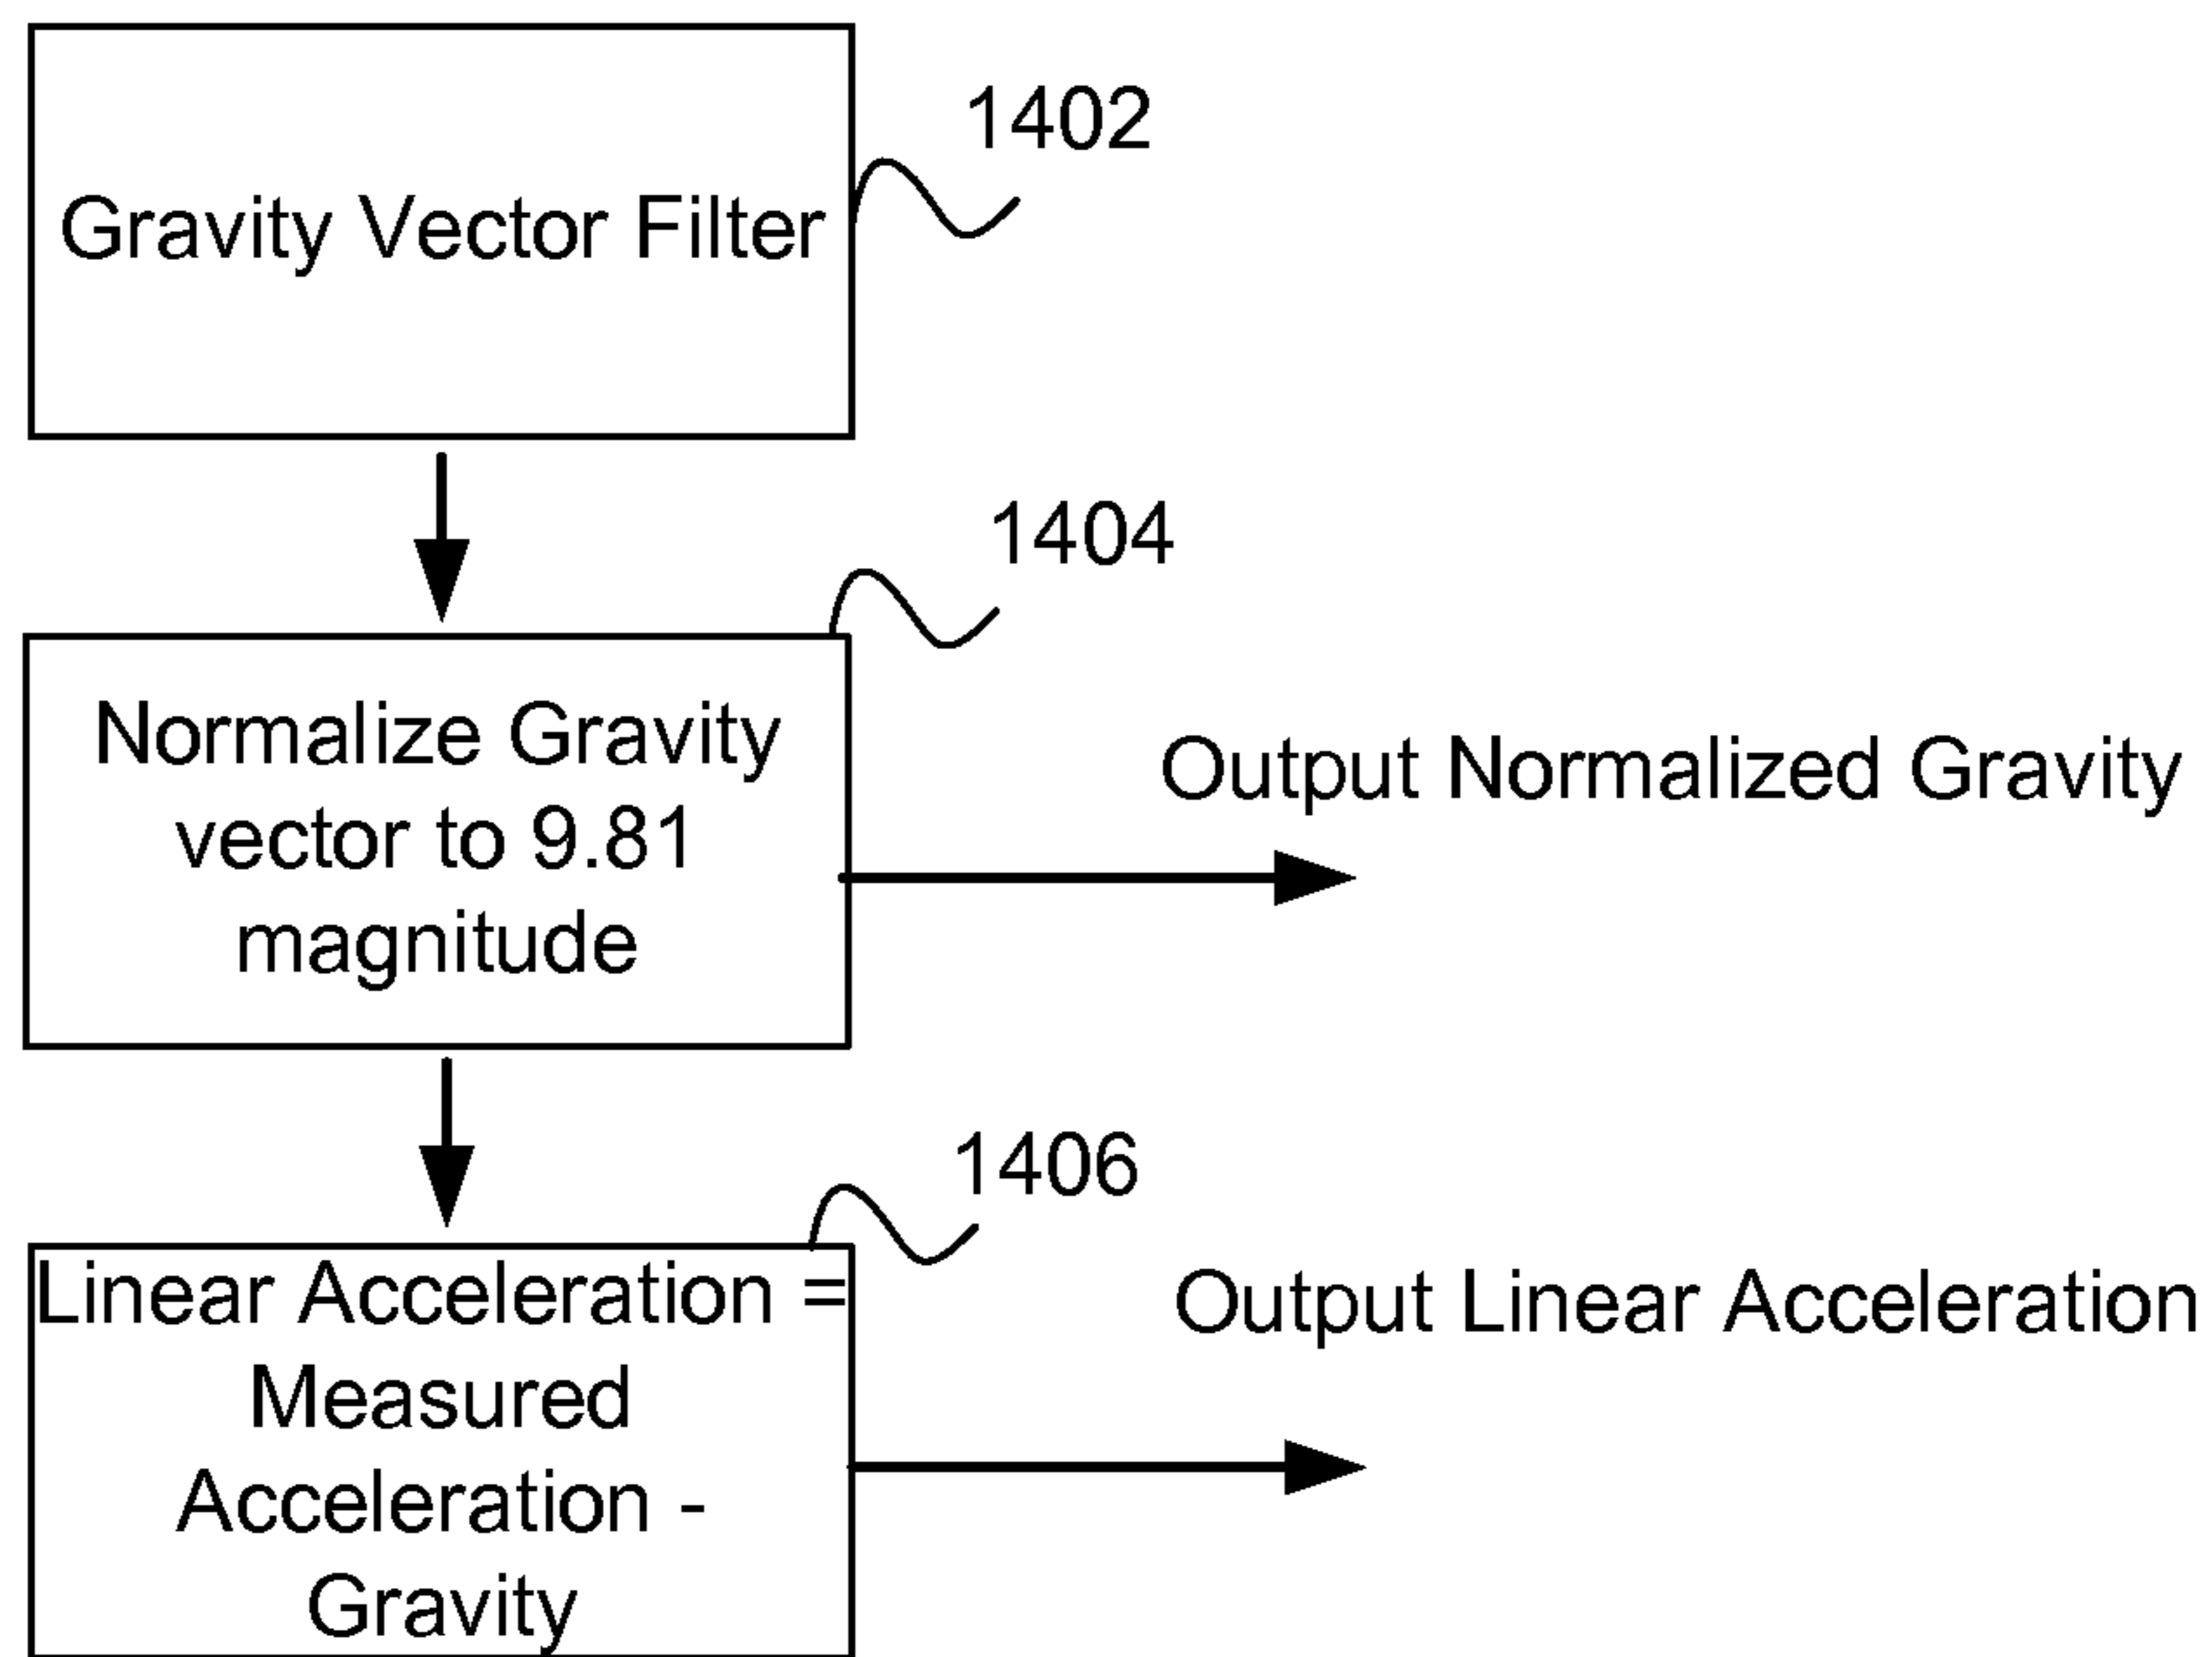 1402
Gravity Vector Filter
1404
Normalize Gravity
vector to 9.81
magnitude
Output Normalized Gravity
1406
Linear Acceleration =
Measured
Acceleration -
Gravity
Output Linear Acceleration